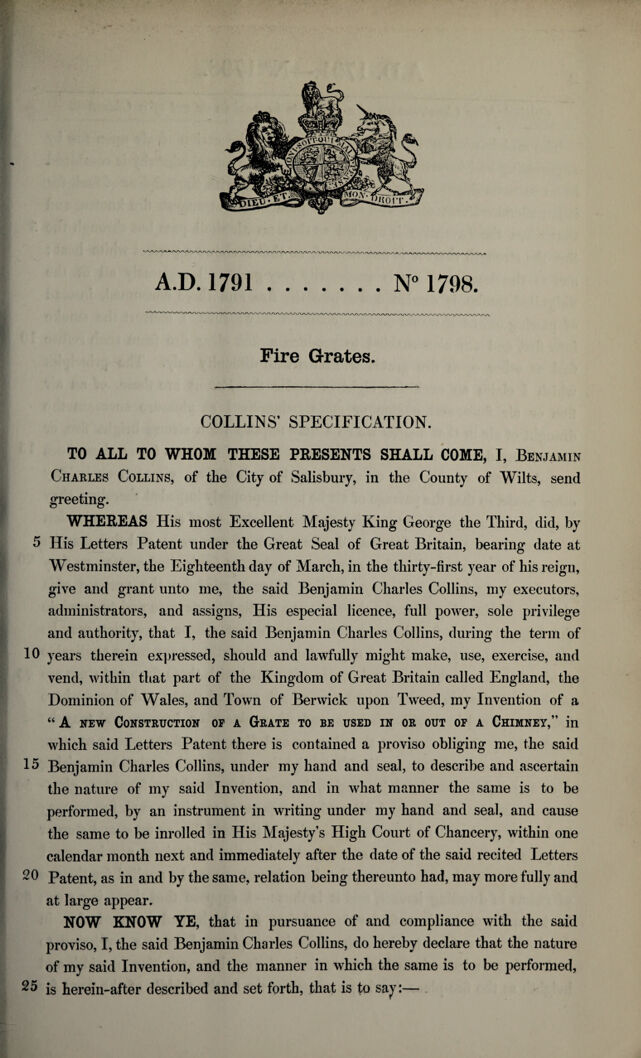 HONI SOIT QUI MAL
DIEU · ET · MON · DROIT ·
A.D. 1791 . . . . . . . . Nº 1798.
Fire Grates.
COLLINS' SPECIFICATION.
TO ALL TO WHOM THESE PRESENTS SHALL COME, I, BENJAMIN
CHARLES COLLINS, of the City of Salisbury, in the County of Wilts, send
greeting.
WHEREAS His most Excellent Majesty King George the Third, did, by
5 His Letters Patent under the Great Seal of Great Britain, bearing date at
Westminster, the Eighteenth day of March, in the thirty-first year of his reign,
give and grant unto me, the said Benjamin Charles Collins, my executors,
administrators, and assigns, His especial licence, full power, sole privilege
and authority, that I, the said Benjamin Charles Collins, during the term of
10 years therein expressed, should and lawfully might make, use, exercise, and
vend, within that part of the Kingdom of Great Britain called England, the
Dominion of Wales, and Town of Berwick upon Tweed, my Invention of a
“ A NEW CONSTRUCTION OF A GRATE TO BE USED IN OR OUT OF A CHIMNEY,” in
which said Letters Patent there is contained a proviso obliging me, the said
15 Benjamin Charles Collins, under my hand and seal, to describe and ascertain
the nature of my said Invention, and in what manner the same is to be
performed, by an instrument in writing under my hand and seal, and cause
the same to be inrolled in His Majesty's High Court of Chancery, within one
calendar month next and immediately after the date of the said recited Letters
20 Patent, as in and by the same, relation being thereunto had, may more fully and
at large appear.
NOW KNOW YE, that in pursuance of and compliance with the said
proviso, I, the said Benjamin Charles Collins, do hereby declare that the nature
of my said Invention, and the manner in which the same is to be performed,
25 is herein-after described and set forth, that is to say:—